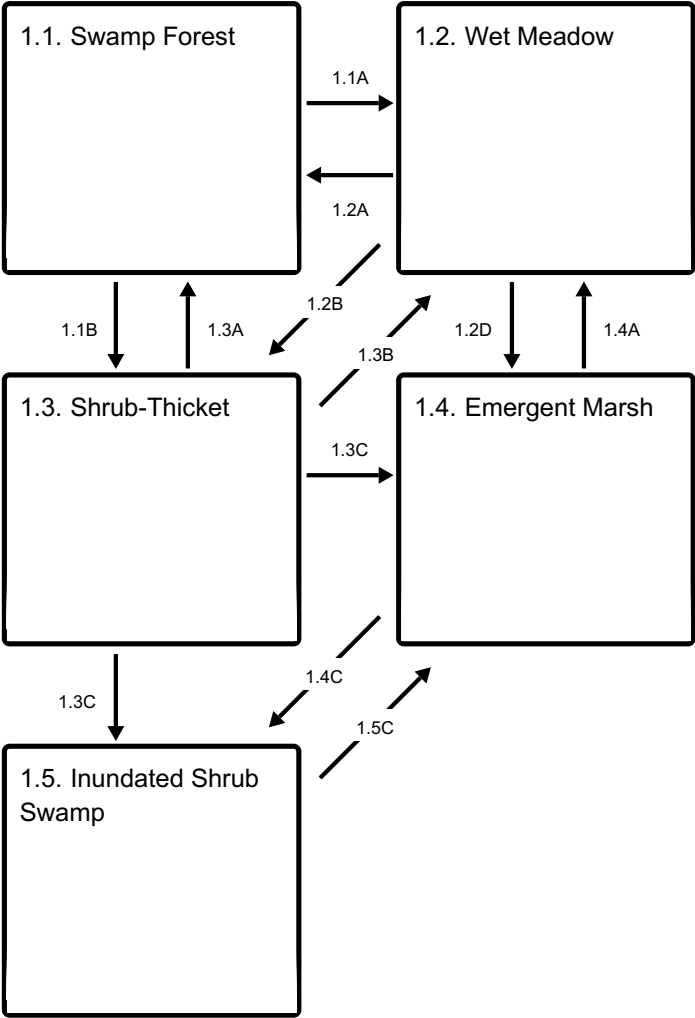 1.1. Swamp Forest
1.2. Wet Meadow
1.1A
1.2A
1.2B
1.1B
1.3A
1.2D
1.4A
1.3B
1.3. Shrub-Thicket
1.4. Emergent Marsh
1.3C
1.4C
1.3C
1.5C
1.5. Inundated Shrub
Swamp